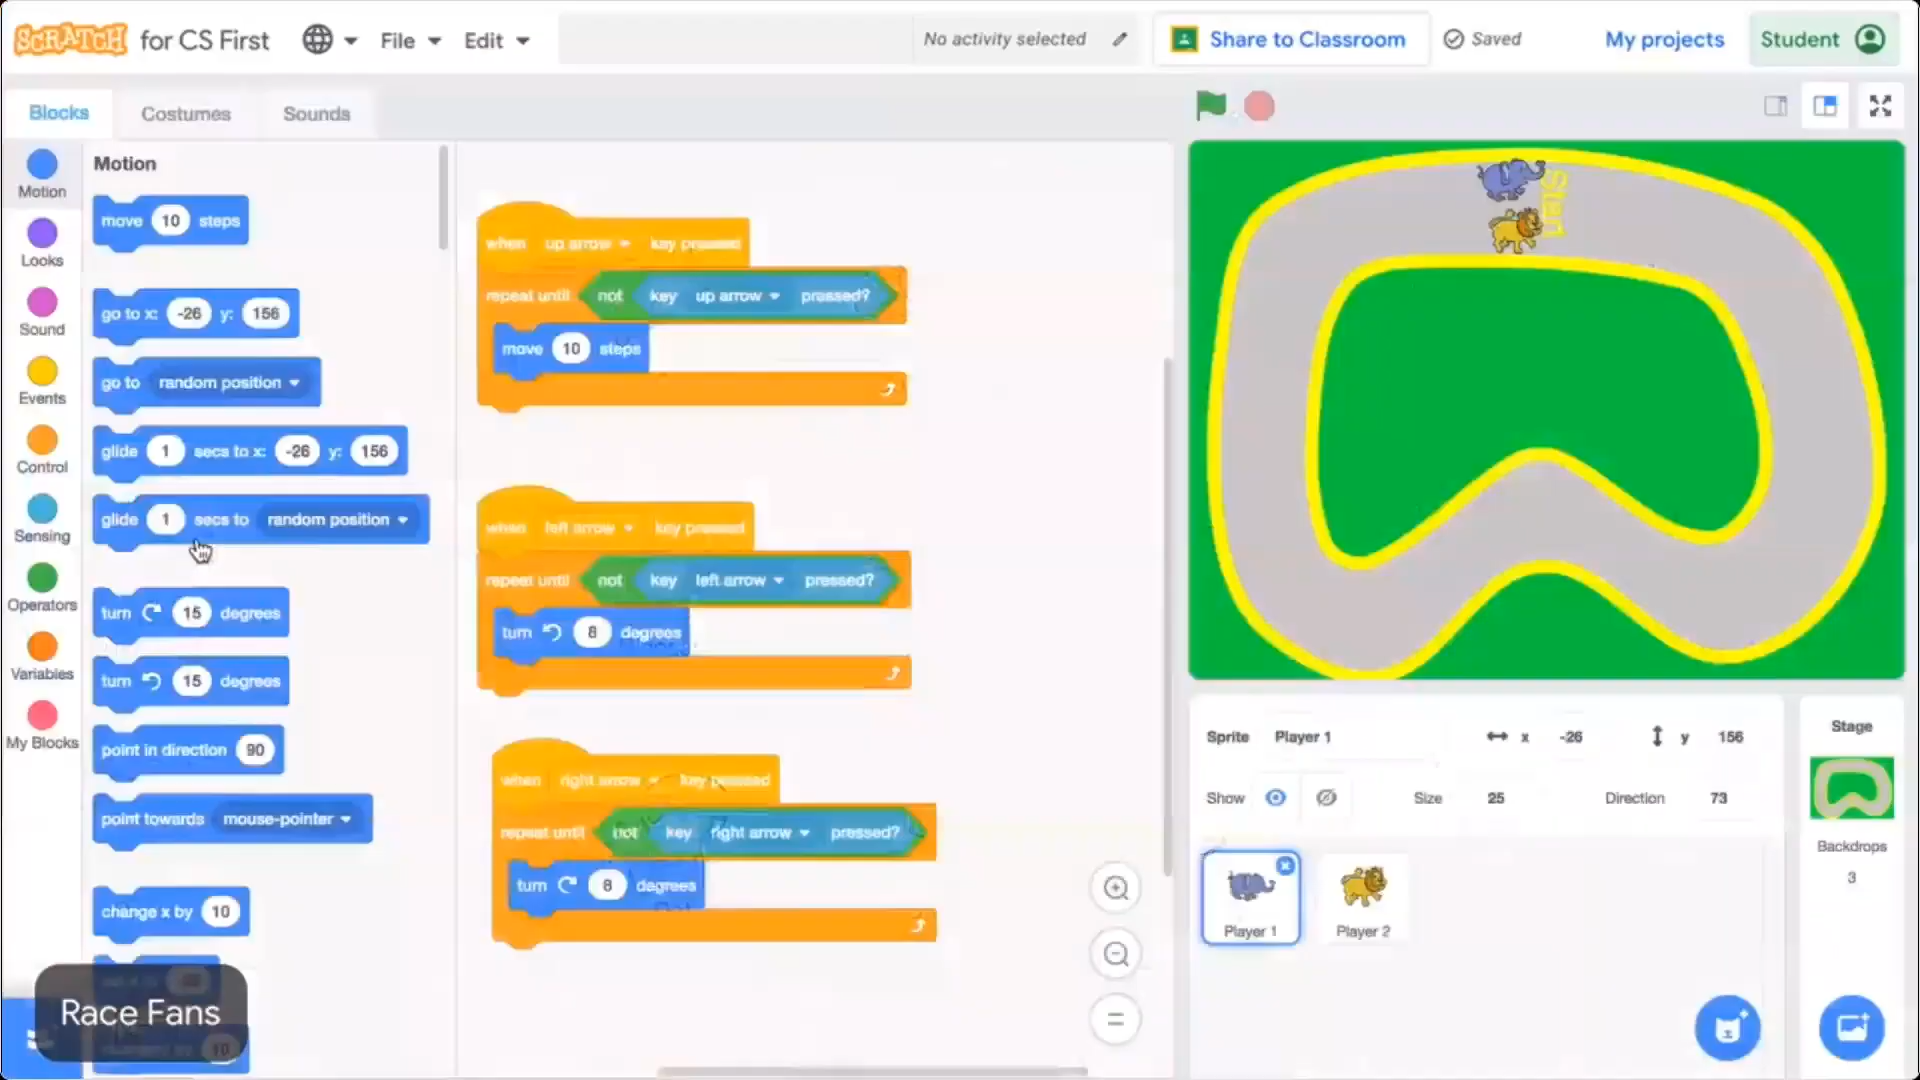 SCRATCH for CS First File Edit No activity selected Share to Classroom Saved My projects Student
Blocks Costumes Sounds
Motion
Looks
Sound
Events
Control
Sensing
Operators
Variables
My Blocks
Motion
move 10 steps
go to x: -26 y: 156
go to random position
glide 1 secs to x: -26 y: 156
glide 1 secs to random position
turn 15 degrees
turn 15 degrees
point in direction 90
point towards mouse-pointer
change x by 10
10
Race Fans
when up arrow key pressed
repeat until not key up arrow pressed?
move 10 steps
when left arrow key pressed
repeat until not key left arrow pressed?
turn 8 degrees
when right arrow key pressed
repeat until not key right arrow pressed?
turn 8 degrees
Start
Sprite Player 1 x -26 y 156
Show Size 25 Direction 73
Player 1 Player 2
Stage
Backdrops
3